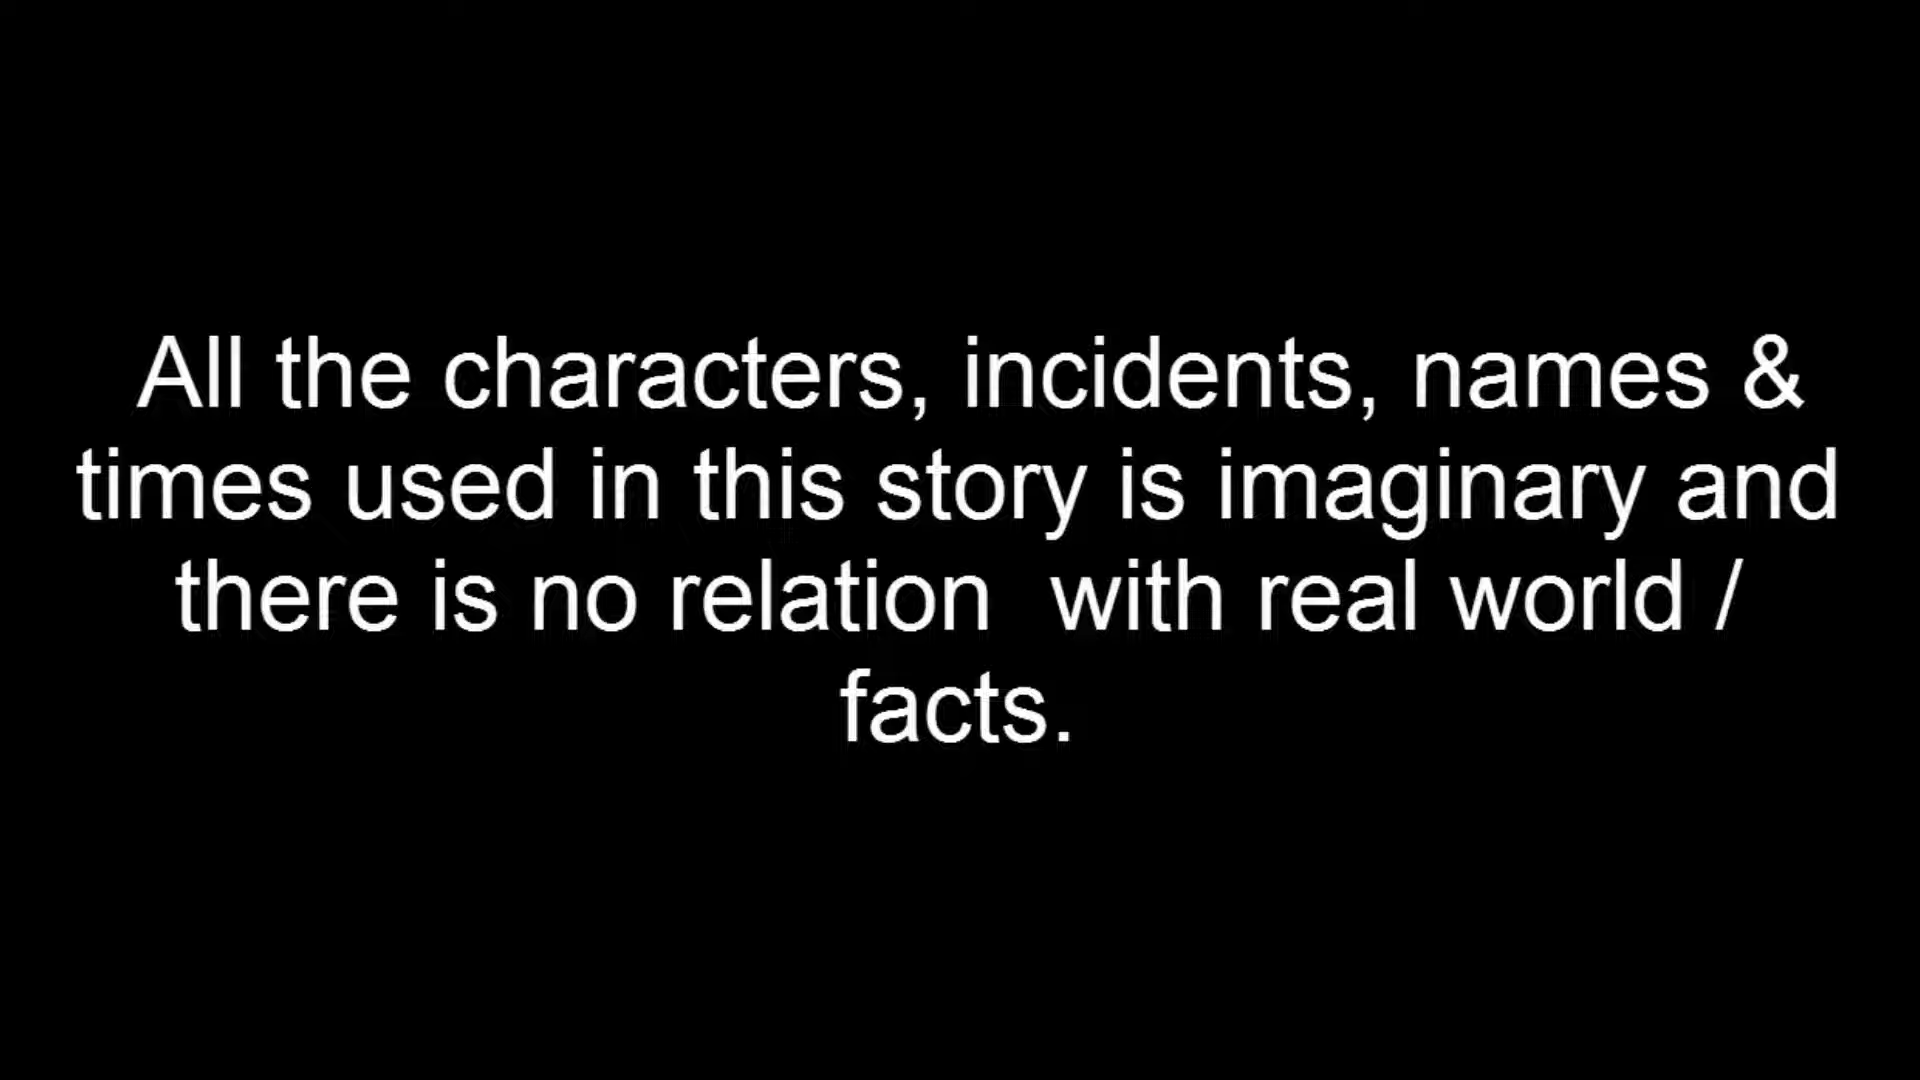 All the characters, incidents, names &
times used in this story is imaginary and
there is no relation  with real world /
facts.